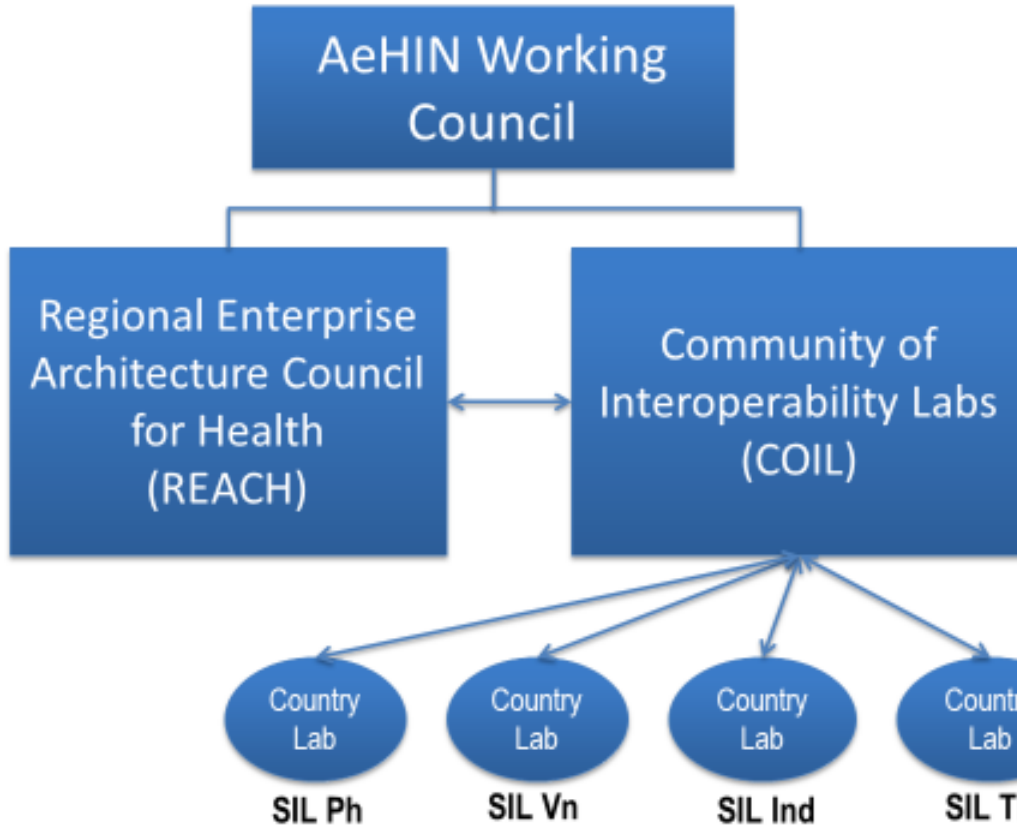 AeHIN Working
Council
Regional Enterprise
Architecture Council
for Health
(REACH)
Community of
Interoperability Labs
(COIL)
Country
Lab
Country
Lab
Country
Lab
Lab
SIL Ph
SIL Vn
SIL Ind
SIL